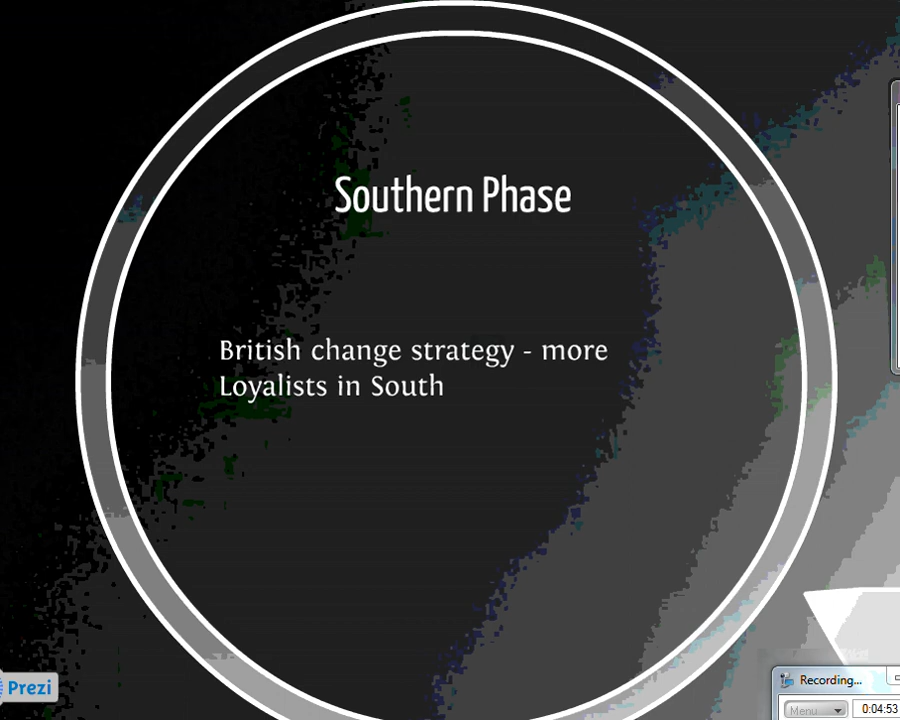 Southern Phase
British change strategy - more
Loyalists in South
Prezi
Recording...
Menu
0:04:53